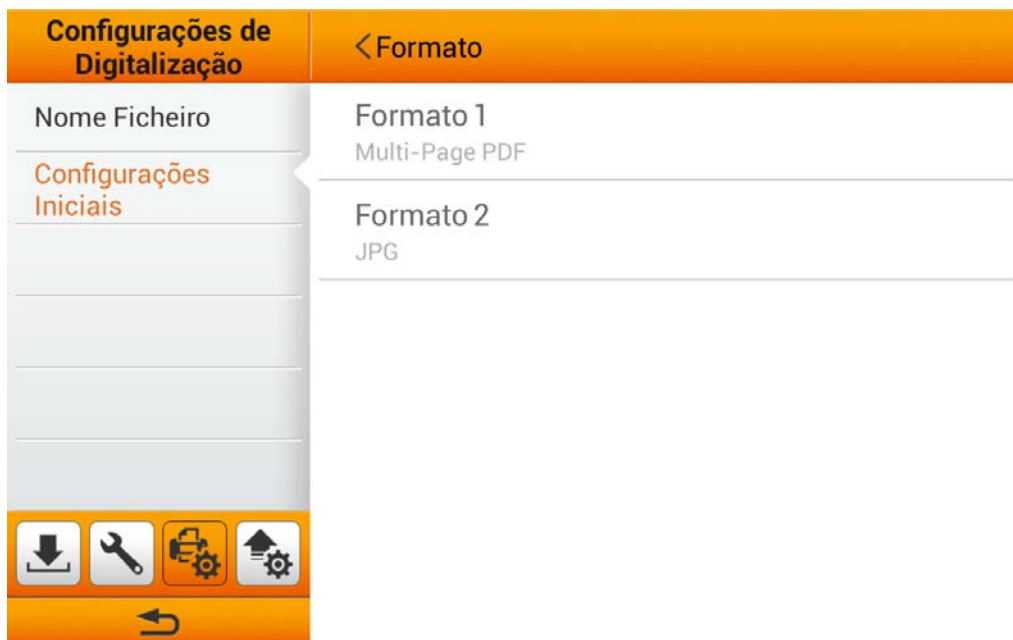 Configurações de
Digitalização
<Formato
Nome Ficheiro
Configurações
Iniciais
Formato 1
Multi-Page PDF
Formato 2
JPG